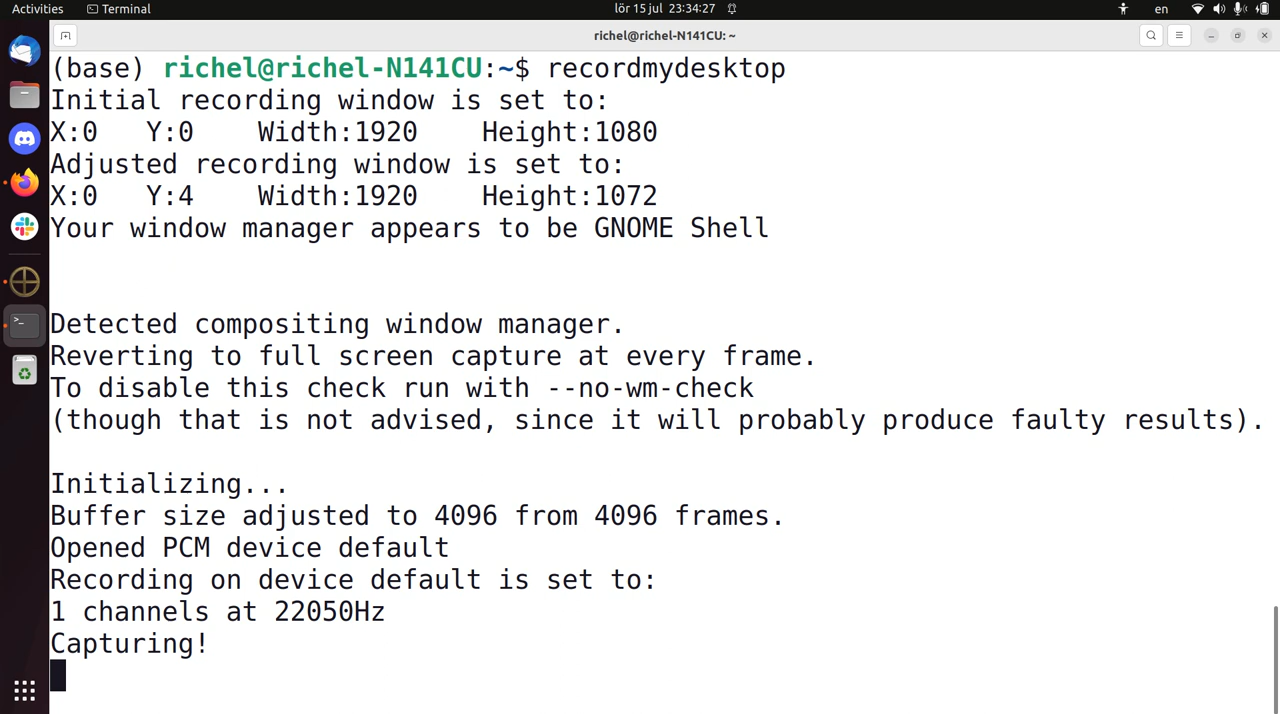 Activities Terminal lör 15 jul 23:34:27 en
richel@richel-N141CU: ~
(base) richel@richel-N141CU:~$ recordmydesktop
Initial recording window is set to:
X:0   Y:0    Width:1920    Height:1080
Adjusted recording window is set to:
X:0   Y:4    Width:1920    Height:1072
Your window manager appears to be GNOME Shell
Detected compositing window manager.
Reverting to full screen capture at every frame.
To disable this check run with --no-wm-check
(though that is not advised, since it will probably produce faulty results).
Initializing...
Buffer size adjusted to 4096 from 4096 frames.
Opened PCM device default
Recording on device default is set to:
1 channels at 22050Hz
Capturing!